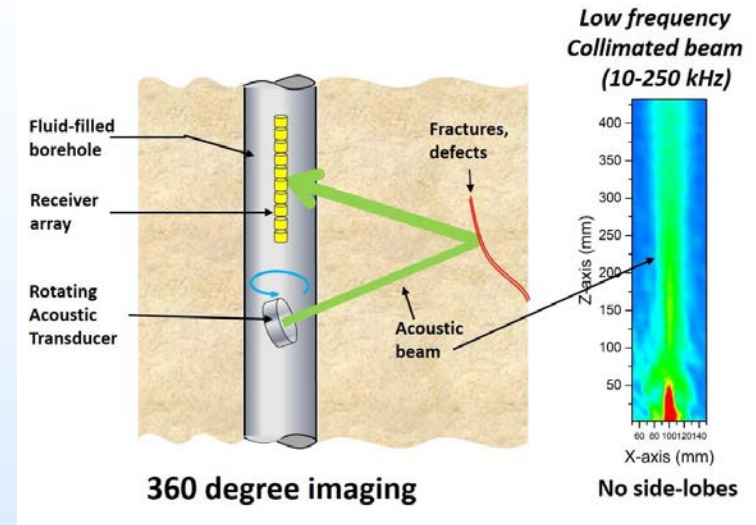 Low frequency
Collimated beam
(10-250 kHz)
Fluid-filled
borehole
Receiver
array
Rotating
Acoustic
Transducer
Fractures,
defects
Acoustic
beam
400
350
300
250
200
150
100
50
Z-axis (mm)
60 80 100120140
X-axis (mm)
360 degree imaging
No side-lobes